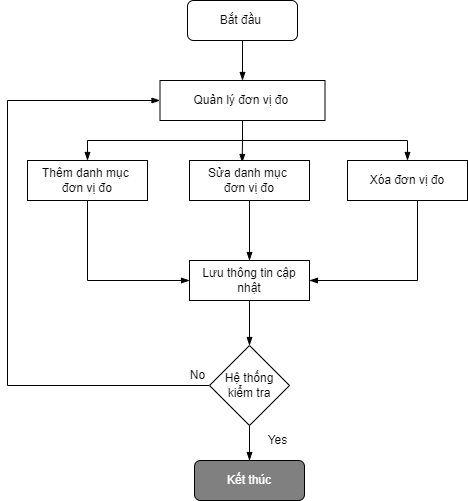 Bắt đầu
Quản lý đơn vị đo
Thêm danh mục
đơn vị đo
Sửa danh mục
đơn vị đo
Xóa đơn vị đo
Lưu thông tin cập
nhật
No
Hệ thống
kiểm tra
Yes
Kết thúc